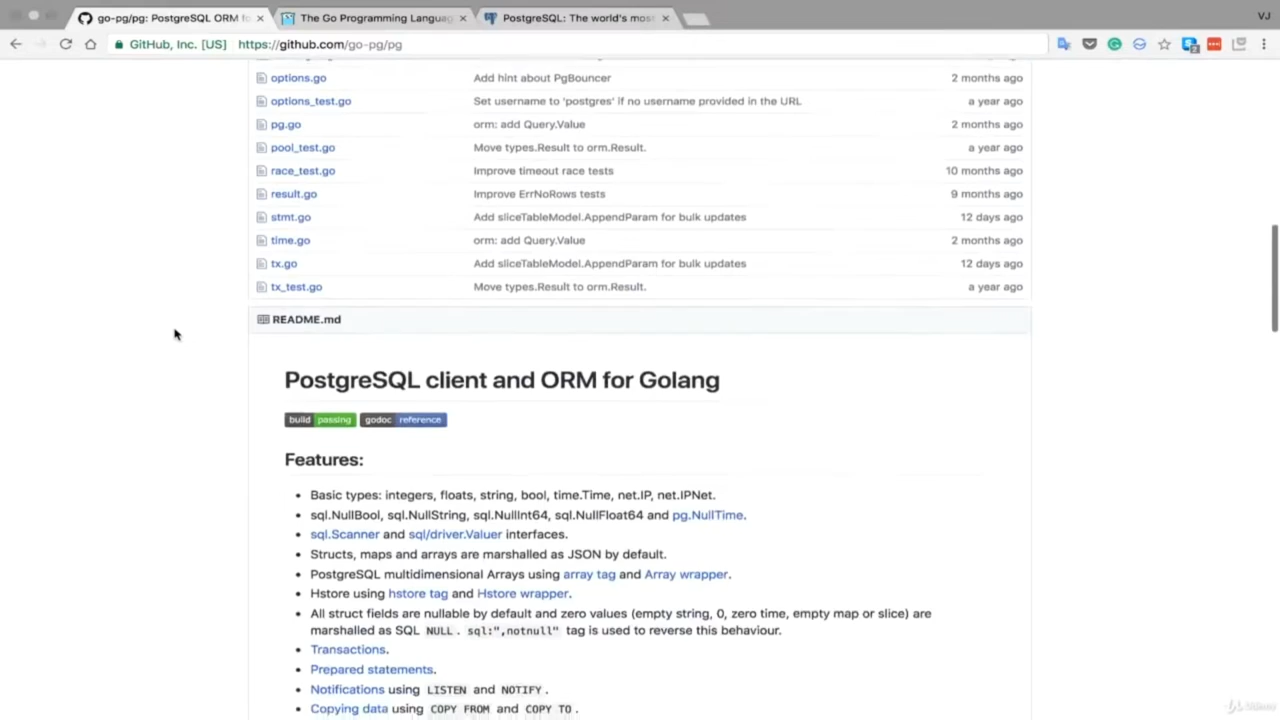 go-pg/pg: PostgreSQL ORM fo
The Go Programming Languag
PostgreSQL: The world's mos
VJ
GitHub, Inc. [US] https://github.com/go-pg/pg
options.go Add hint about PgBouncer 2 months ago
options_test.go Set username to 'postgres' if no username provided in the URL a year ago
pg.go orm: add Query.Value 2 months ago
pool_test.go Move types.Result to orm.Result. a year ago
race_test.go Improve timeout race tests 10 months ago
result.go Improve ErrNoRows tests 9 months ago
stmt.go Add sliceTableModel.AppendParam for bulk updates 12 days ago
time.go orm: add Query.Value 2 months ago
tx.go Add sliceTableModel.AppendParam for bulk updates 12 days ago
tx_test.go Move types.Result to orm.Result. a year ago
README.md
PostgreSQL client and ORM for Golang
build passing godoc reference
Features:
• Basic types: integers, floats, string, bool, time.Time, net.IP, net.IPNet.
• sql.NullBool, sql.NullString, sql.NullInt64, sql.NullFloat64 and pg.NullTime.
• sql.Scanner and sql/driver.Valuer interfaces.
• Structs, maps and arrays are marshalled as JSON by default.
• PostgreSQL multidimensional Arrays using array tag and Array wrapper.
• Hstore using hstore tag and Hstore wrapper.
• All struct fields are nullable by default and zero values (empty string, 0, zero time, empty map or slice) are
marshalled as SQL NULL . sql:",notnull" tag is used to reverse this behaviour.
• Transactions.
• Prepared statements.
• Notifications using LISTEN and NOTIFY .
• Copying data using COPY FROM and COPY TO .
Udemy